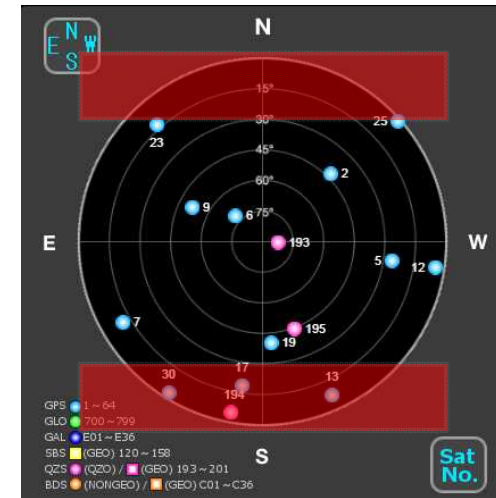 N
N
E W
S
15°
30°
25
23
45°
2
60°
9
75°
6
E
193
W
5
12
7
195
19
17
30
13
194
GPS 1～64
GLO 700～799
GAL E01～E36
SBS (GEO) 120～158
QZS (QZO) / (GEO) 193～201
BDS (NONGEO) / (GEO) C01～C36
S
Sat
No.